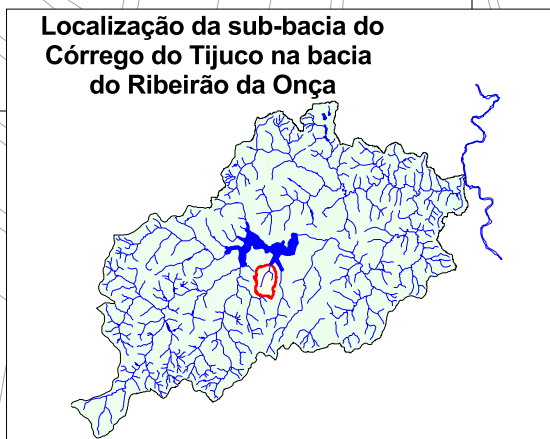 Localização da sub-bacia do
Córrego do Tijuco na bacia
do Ribeirão da Onça